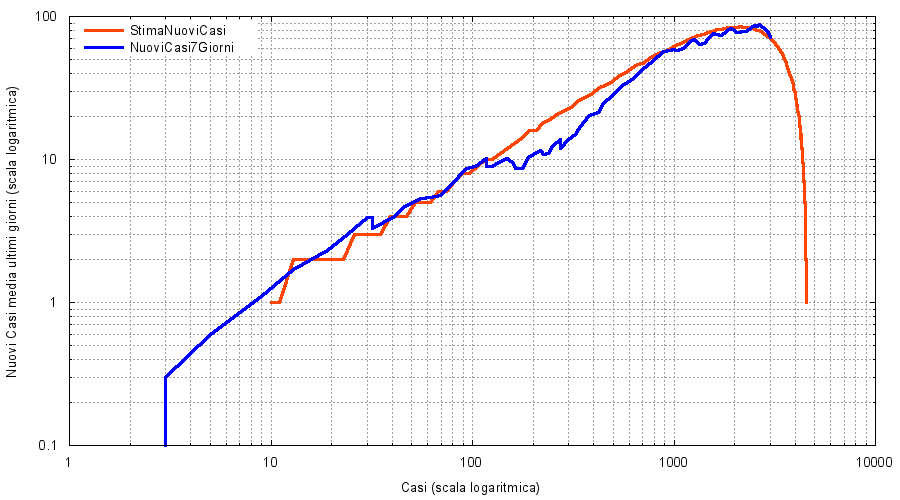 StimaNuoviCasi
NuoviCasi7Giorni
Nuovi Casi media ultimi giorni (scala logaritmica)
100
10
1
0.1
1 10 100 1000 10000
Casi (scala logaritmica)